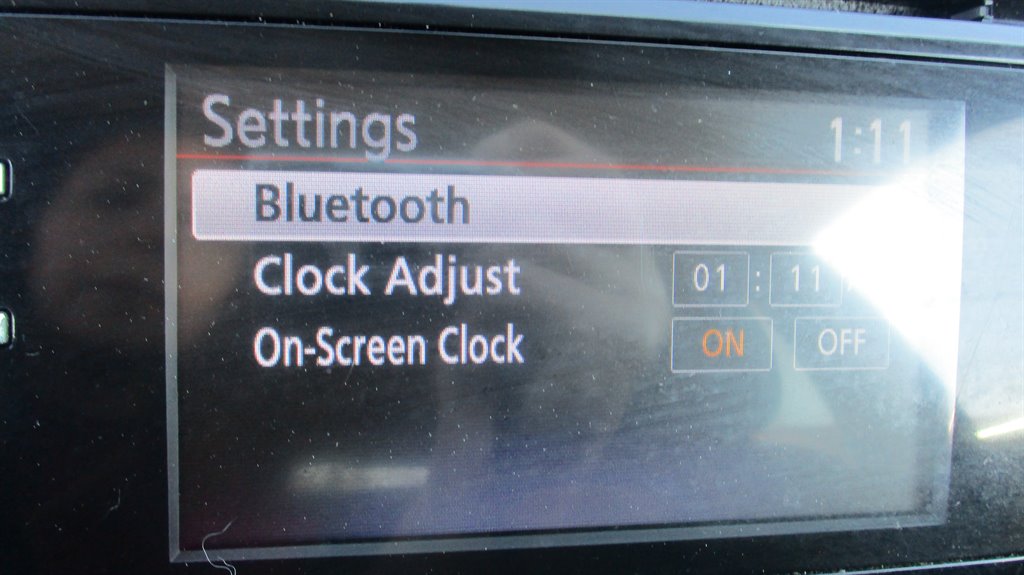 Settings 1:11
Bluetooth
Clock Adjust 01 : 11
On-Screen Clock ON OFF